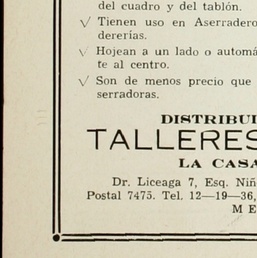 del cuadro y del tablón.
√ Tienen uso en Aserradero
dererías.
√ Hojean a un lado o automá
te al centro.
√ Son de menos precio que
serradoras.
DISTRIBUI
TALLERES
LA CASA
Dr. Liceaga 7, Esq. Niñ
Postal 7475. Tel. 12—19—36,
M E